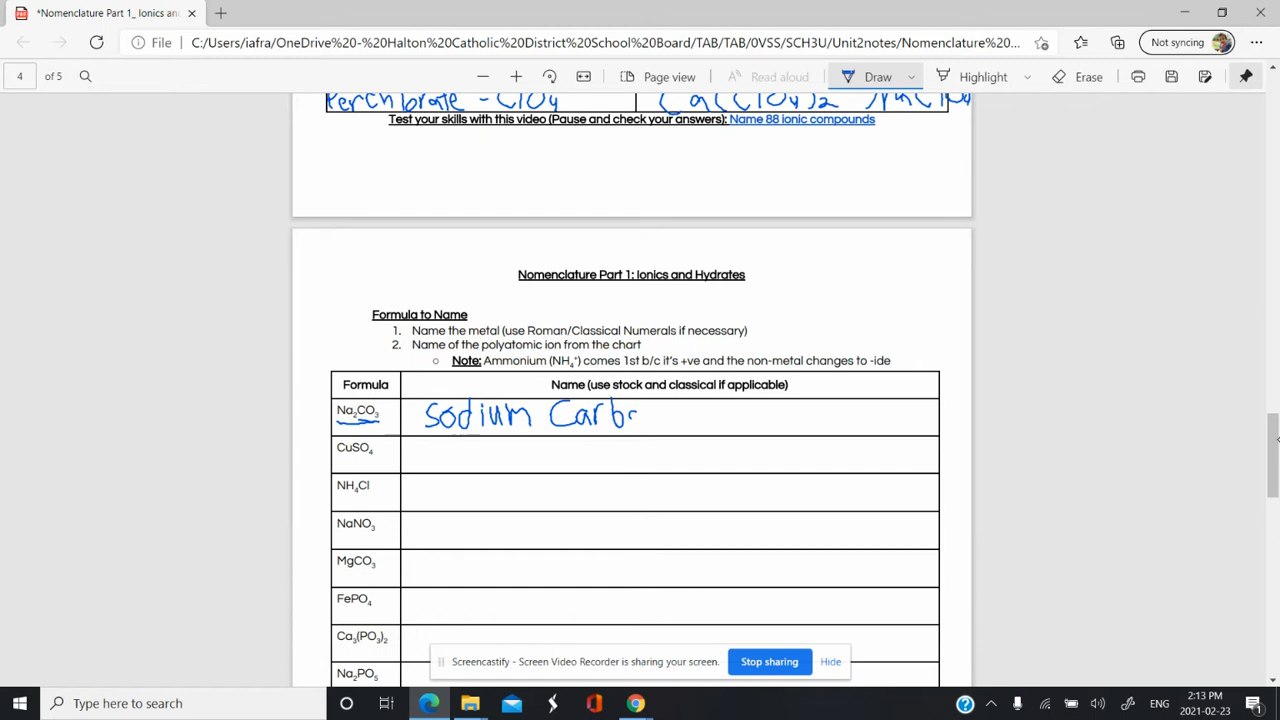 *Nomenclature Part 1_ Ionics and
File C:/Users/iafra/OneDrive%20-%20Halton%20Catholic%20District%20School%20Board/TAB/TAB/0VSS/SCH3U/Unit2notes/Nomenclature%20... Not syncing
4 of 5 Page view Read aloud Draw Highlight Erase
Perchlorate - ClO4 Ca(ClO4)2
Test your skills with this video (Pause and check your answers): Name 88 ionic compounds
Nomenclature Part 1: Ionics and Hydrates
Formula to Name
1. Name the metal (use Roman/Classical Numerals if necessary)
2. Name of the polyatomic ion from the chart
○ Note: Ammonium (NH₄⁺) comes 1st b/c it's +ve and the non-metal changes to -ide
Formula Name (use stock and classical if applicable)
Na₂CO₃ Sodium Carb
CuSO₄
NH₄Cl
NaNO₃
MgCO₃
FePO₄
Ca₃(PO₃)₂
Na₂PO₅
Screencastify - Screen Video Recorder is sharing your screen. Stop sharing Hide
Type here to search ENG 2:13 PM
2021-02-23